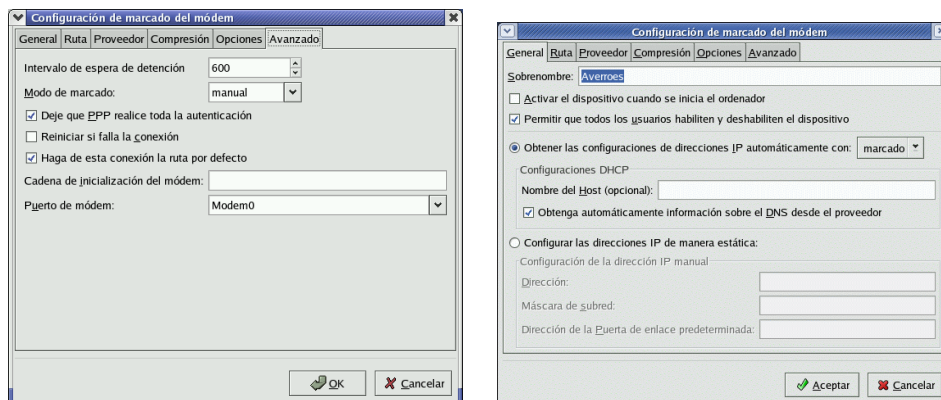 Configuración de marcado del módem
General Ruta Proveedor Compresión Opciones Avanzado
Intervalo de espera de detención 600
Modo de marcado: manual
Deje que PPP realice toda la autenticación
Reiniciar si falla la conexión
Haga de esta conexión la ruta por defecto
Cadena de inicialización del módem:
Puerto de módem: Modem0
OK Cancelar
Configuración de marcado del módem
General Ruta Proveedor Compresión Opciones Avanzado
Sobrenombre: Averroes
Activar el dispositivo cuando se inicia el ordenador
Permitir que todos los usuarios habiliten y deshabiliten el dispositivo
Obtener las configuraciones de direcciones IP automáticamente con: marcado
Configuraciones DHCP
Nombre del Host (opcional):
Obtenga automáticamente información sobre el DNS desde el proveedor
Configurar las direcciones IP de manera estática:
Configuración de la dirección IP manual
Dirección:
Máscara de subred:
Dirección de la Puerta de enlace predeterminada:
Aceptar Cancelar